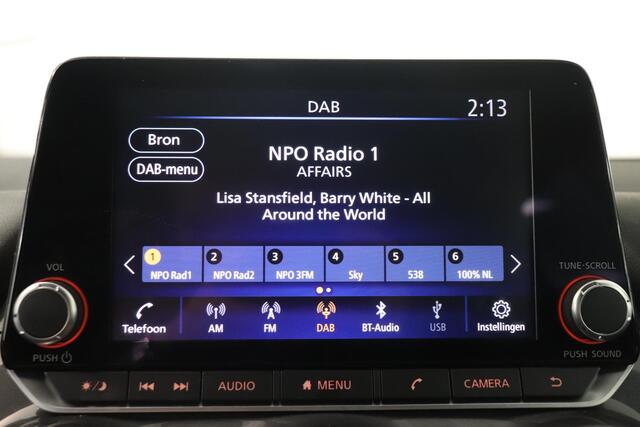 DAB 2:13
Bron
DAB-menu
NPO Radio 1
AFFAIRS
Lisa Stansfield, Barry White - All
Around the World
1 2 3 4 5 6
NPO Rad1 NPO Rad2 NPO 3FM Sky 538 100% NL
Telefoon AM FM DAB BT-Audio USB Instellingen
VOL
PUSH
TUNE·SCROLL
PUSH SOUND
AUDIO MENU CAMERA